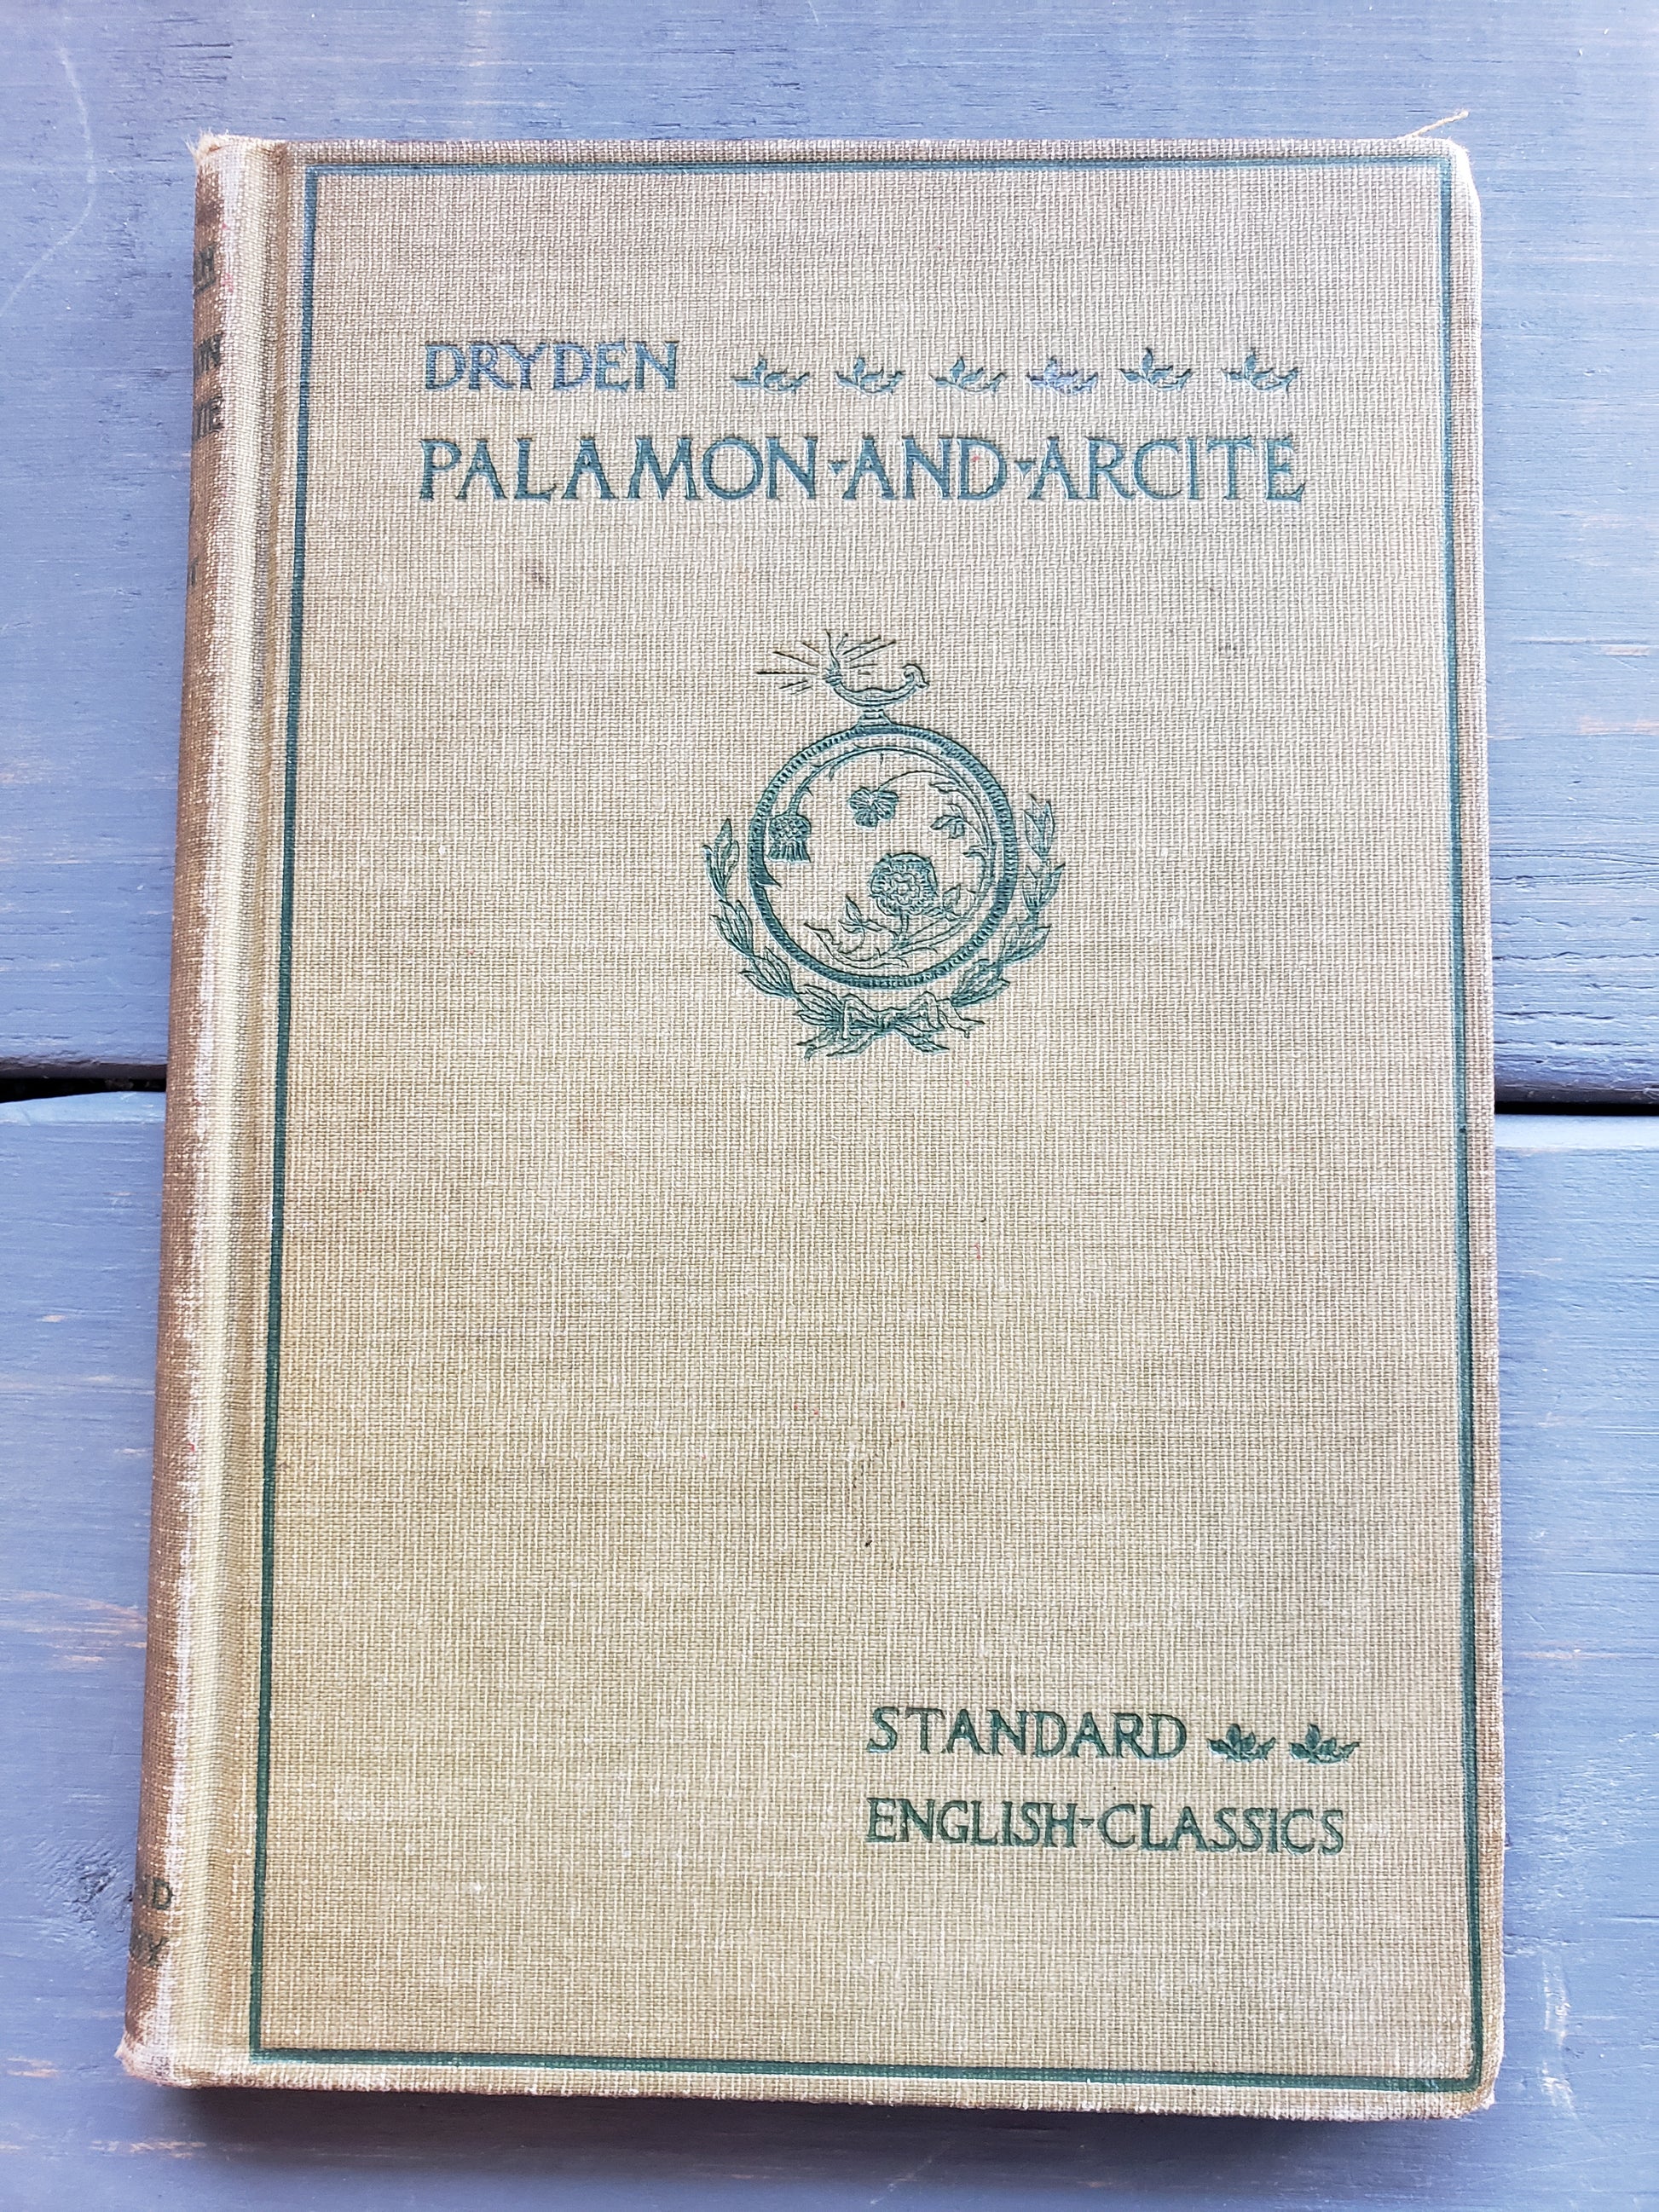 DRYDEN
PALAMON·AND·ARCITE
STANDARD
ENGLISH-CLASSICS